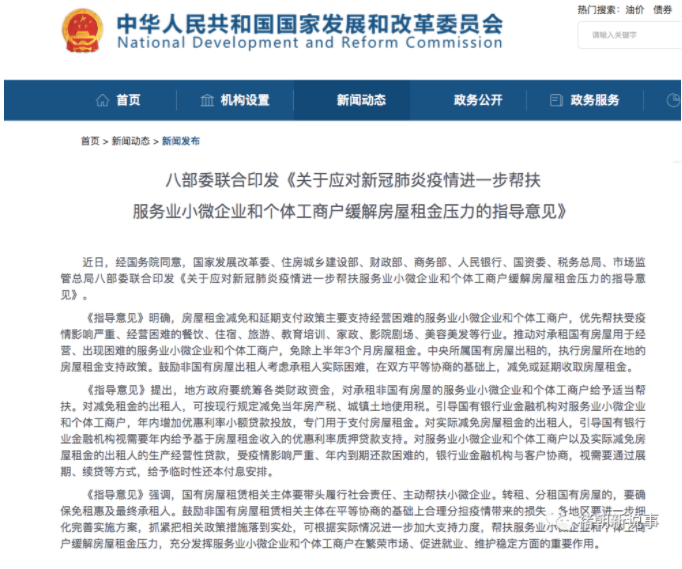 热门搜索：油价 债券
中华人民共和国国家发展和改革委员会
National Development and Reform Commission
请输入关键字
首页 机构设置 新闻动态 政务公开 政务服务
首页 > 新闻动态 > 新闻发布
八部委联合印发《关于应对新冠肺炎疫情进一步帮扶
服务业小微企业和个体工商户缓解房屋租金压力的指导意见》
近日，经国务院同意，国家发展改革委、住房城乡建设部、财政部、商务部、人民银行、国资委、税务总局、市场监
管总局八部委联合印发《关于应对新冠肺炎疫情进一步帮扶服务业小微企业和个体工商户缓解房屋租金压力的指导意
见》。
《指导意见》明确，房屋租金减免和延期支付政策主要支持经营困难的服务业小微企业和个体工商户，优先帮扶受疫
情影响严重、经营困难的餐饮、住宿、旅游、教育培训、家政、影院剧场、美容美发等行业。推动对承租国有房屋用于经
营、出现困难的服务业小微企业和个体工商户，免除上半年3个月房屋租金。中央所属国有房屋出租的，执行房屋所在地的
房屋租金支持政策。鼓励非国有房屋出租人考虑承租人实际困难，在双方平等协商的基础上，减免或延期收取房屋租金。
《指导意见》提出，地方政府要统筹各类财政资金，对承租非国有房屋的服务业小微企业和个体工商户给予适当帮
扶。对减免租金的出租人，可按现行规定减免当年房产税、城镇土地使用税。引导国有银行业金融机构对服务业小微企业
和个体工商户，年内增加优惠利率小额贷款投放，专门用于支付房屋租金。对实际减免房屋租金的出租人，引导国有银行
业金融机构视需要年内给予基于房屋租金收入的优惠利率质押贷款支持。对服务业小微企业和个体工商户以及实际减免房
屋租金的出租人的生产经营性贷款，受疫情影响严重、年内到期还款困难的，银行业金融机构与客户协商，视需要通过展
期、续贷等方式，给予临时性还本付息安排。
《指导意见》强调，国有房屋租赁相关主体要带头履行社会责任、主动帮扶小微企业。转租、分租国有房屋的，要确
保免租惠及最终承租人。鼓励非国有房屋租赁相关主体在平等协商的基础上合理分担疫情带来的损失。各地区要进一步细
化完善实施方案，抓紧把相关政策措施落到实处，可根据实际情况进一步加大支持力度，帮扶服务业小微企业和个体工商
户缓解房屋租金压力，充分发挥服务业小微企业和个体工商户在繁荣市场、促进就业、维护稳定方面的重要作用。